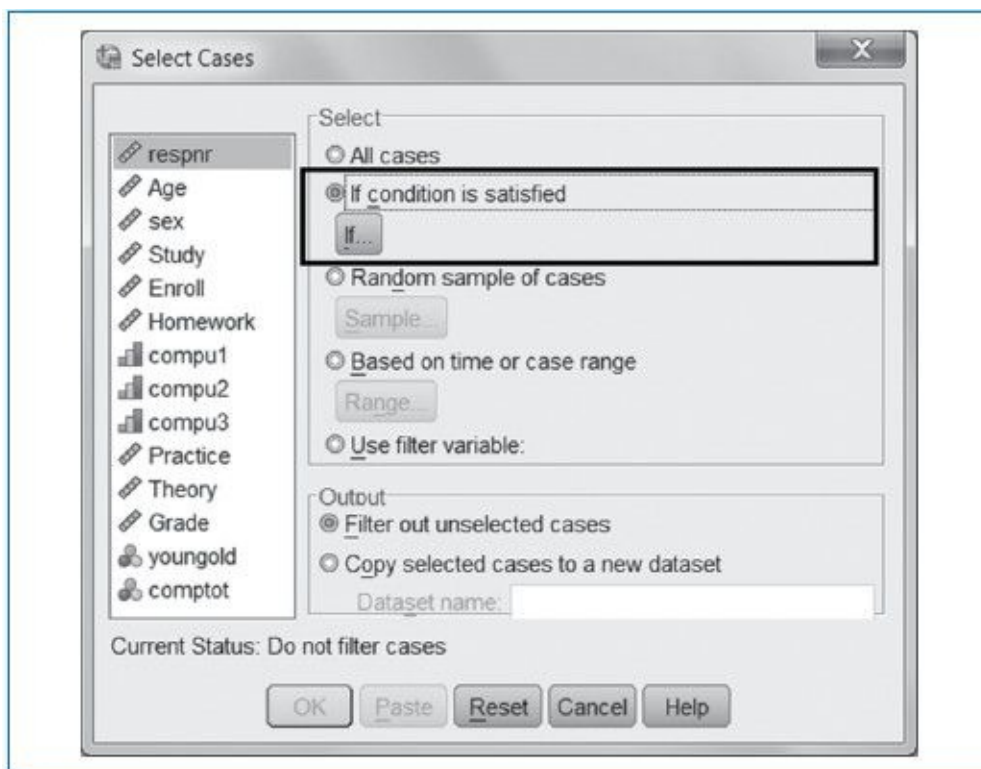 Select Cases
respnr
Age
sex
Study
Enroll
Homework
compu1
compu2
compu3
Practice
Theory
Grade
youngold
comptot
Select
All cases
If condition is satisfied
If...
Random sample of cases
Sample...
Based on time or case range
Range...
Use filter variable:
Output
Filter out unselected cases
Copy selected cases to a new dataset
Dataset name:
Current Status: Do not filter cases
OK
Paste
Reset
Cancel
Help